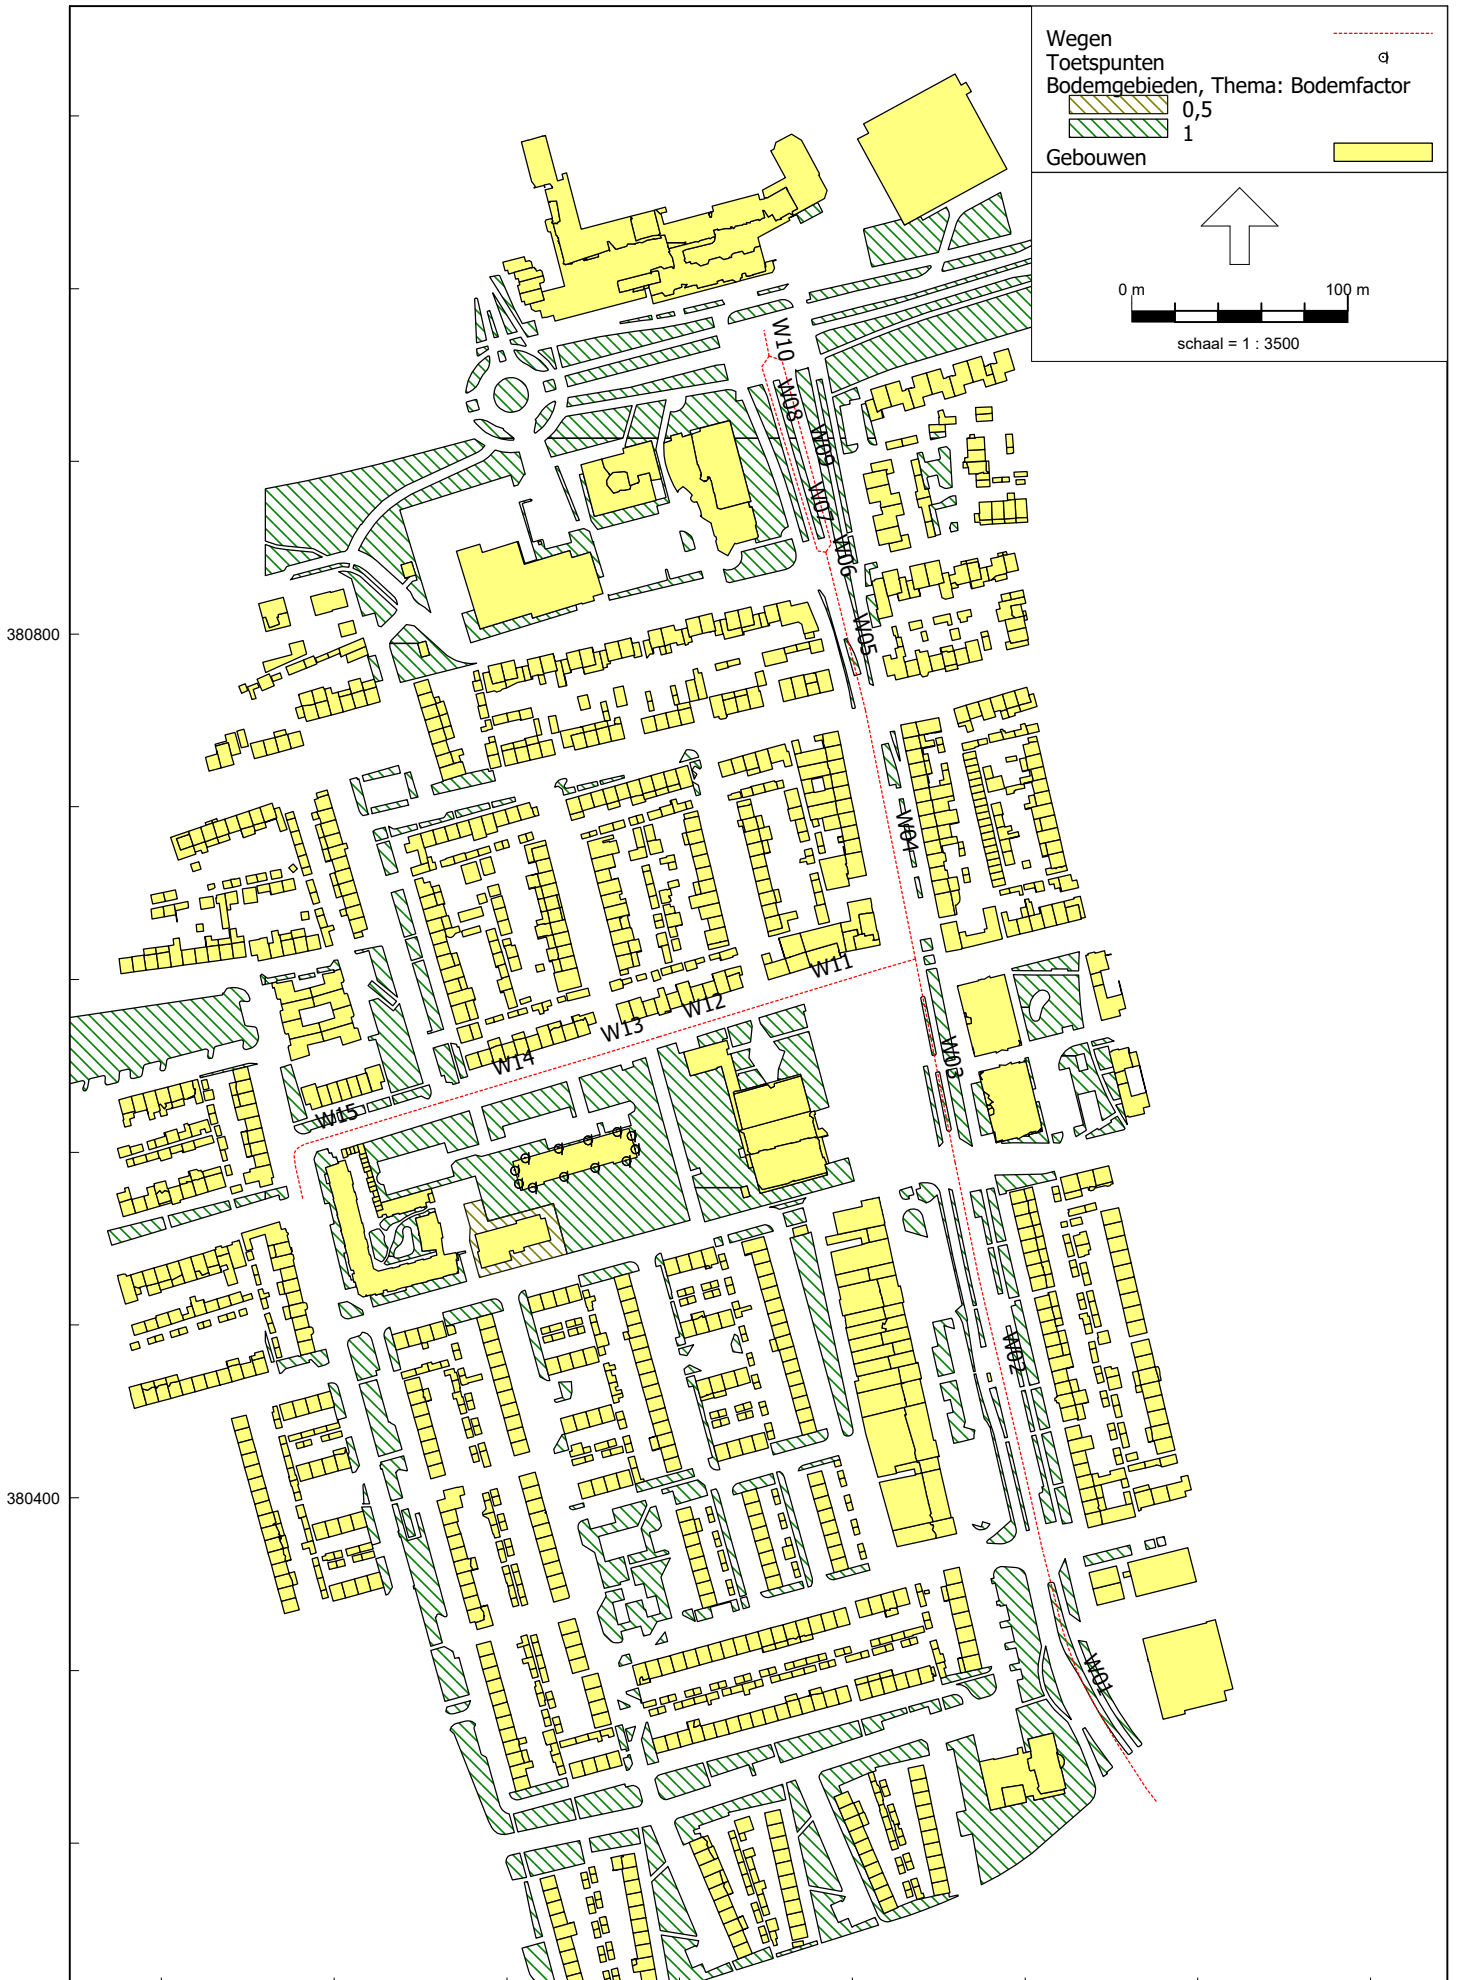 Wegen
Toetspunten
Bodemgebieden, Thema: Bodemfactor
0,5
1
Gebouwen
0 m 100 m
schaal = 1 : 3500
W10
W08
W09
W07
W06
380800
W05
W04
W11
W12
W13
W03
W14
W15
W02
380400
W01